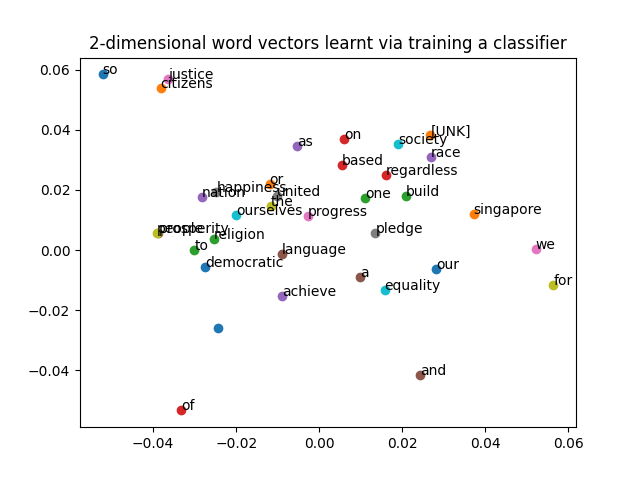 2-dimensional word vectors learnt via training a classifier
0.06
so
justice
citizens
0.04
as
on
society
[UNK]
race
based
regardless
0.02
or
happiness
nation
united
the
one
build
ourselves
progress
singapore
people
prosperity
religion
pledge
0.00
to
language
we
democratic
a
our
for
achieve
equality
−0.02
−0.04
and
of
−0.04
−0.02
0.00
0.02
0.04
0.06